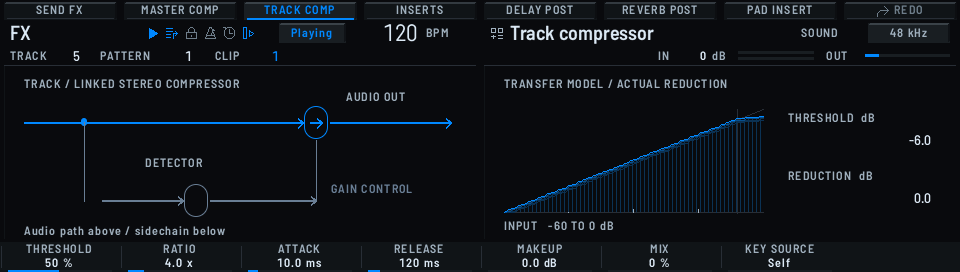 SEND FX MASTER COMP TRACK COMP INSERTS DELAY POST REVERB POST PAD INSERT REDO
FX Playing 120 BPM Track compressor SOUND 48 kHz
TRACK 5 PATTERN 1 CLIP 1 IN 0 dB OUT
TRACK / LINKED STEREO COMPRESSOR
AUDIO OUT
DETECTOR
GAIN CONTROL
Audio path above / sidechain below
TRANSFER MODEL / ACTUAL REDUCTION
THRESHOLD dB
-6.0
REDUCTION dB
0.0
INPUT -60 TO 0 dB
THRESHOLD RATIO ATTACK RELEASE MAKEUP MIX KEY SOURCE
50 % 4.0 x 10.0 ms 120 ms 0.0 dB 0 % Self